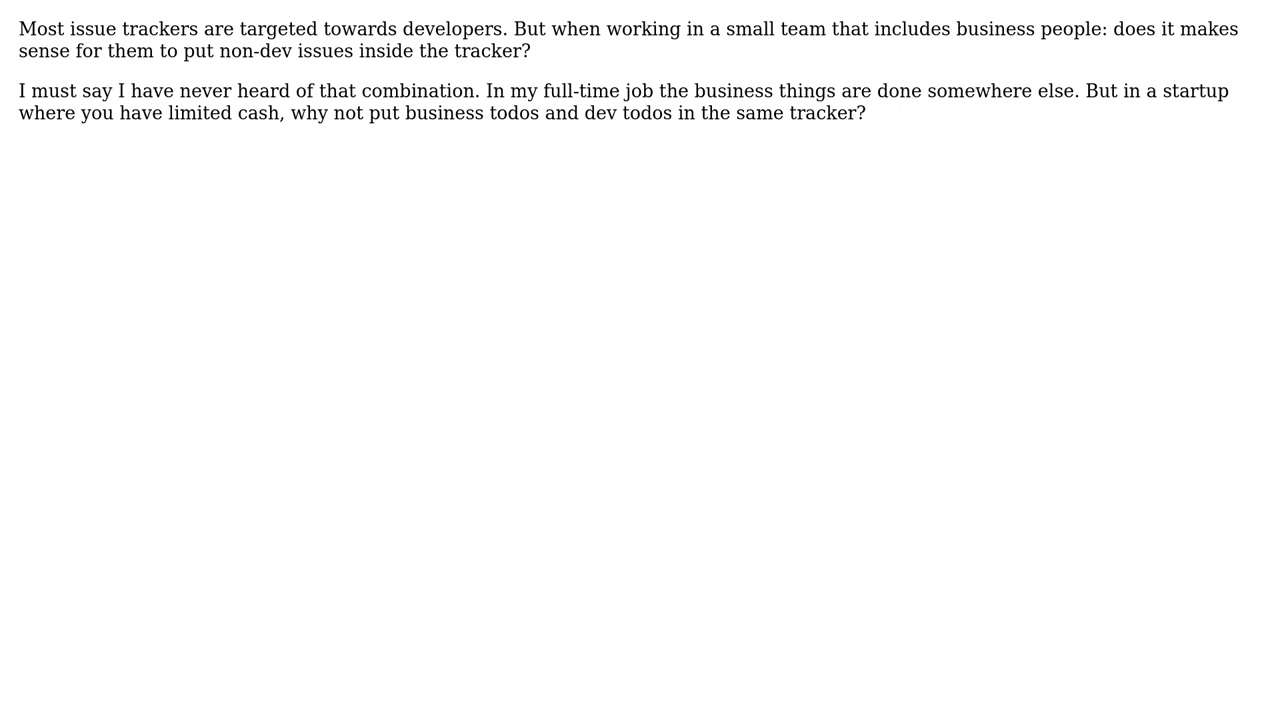 Most issue trackers are targeted towards developers. But when working in a small team that includes business people: does it makes
sense for them to put non-dev issues inside the tracker?
I must say I have never heard of that combination. In my full-time job the business things are done somewhere else. But in a startup
where you have limited cash, why not put business todos and dev todos in the same tracker?